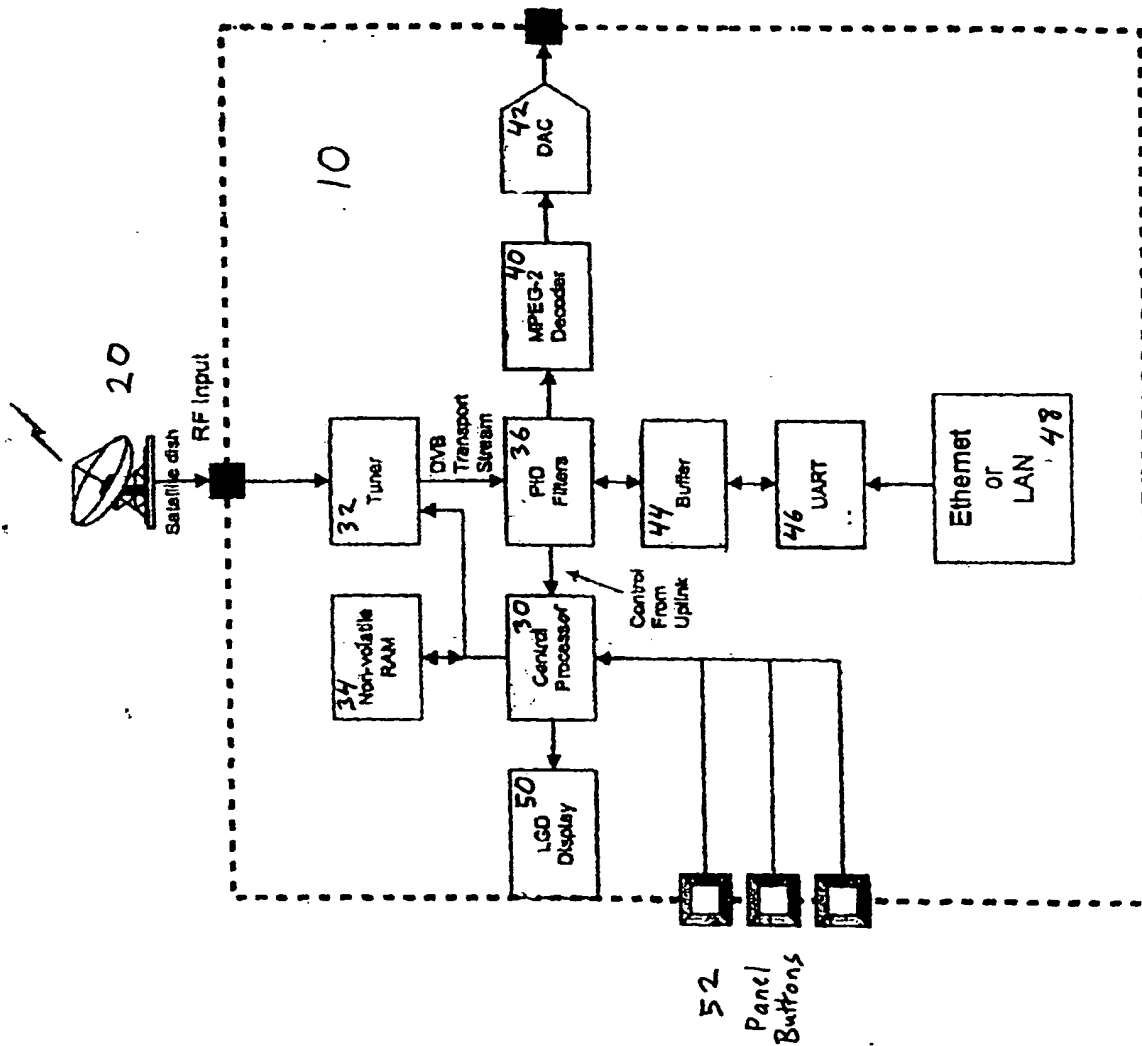 20
Satellite dish
RF Input
10
32
Tuner
DVB
Transport
Stream
34
Non-volatile
RAM
50
LCD
Display
30
Control
Processor
36
PID
Filters
40
MPEG-2
Decoder
42
DAC
Control
From
Uplink
44
Buffer
46
UART
Ethernet
or
LAN
48
52
Panel
Buttons